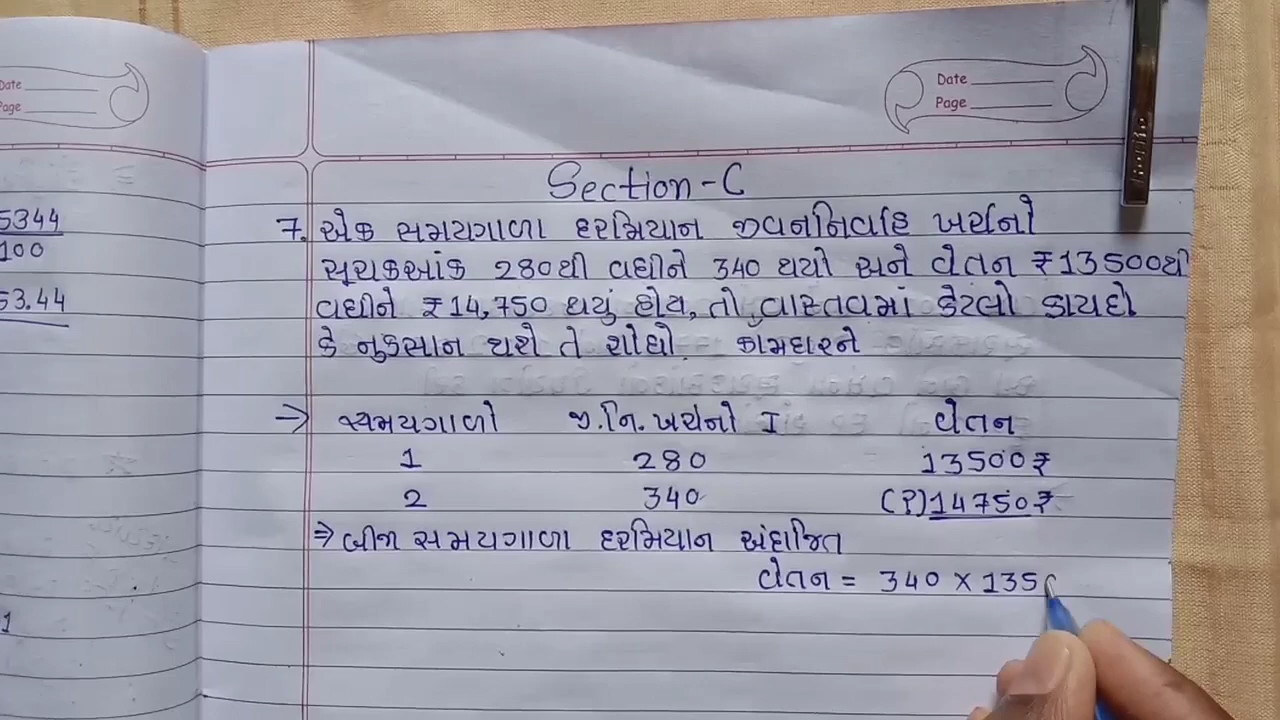 Date
Page
Date
Page
5344
100
53.44
1
Section-C
7. એક સમયગાળા દરમિયાન જીવનનિર્વાહ ખર્ચનો
સૂચકઆંક 280થી વધીને 340 થયો અને વેતન ₹13500થી
વધીને ₹14,750 થયું હોય, તો વાસ્તવમાં કેટલો ફાયદો
કે નુકસાન થશે તે શોધો. કામદારને
→ સમયગાળો જી.નિ.ખર્ચનો I વેતન
1 280 13500₹
2 340 (?)14750₹
⇒ બીજા સમયગાળા દરમિયાન અંદાજિત
વેતન = 340 × 1350